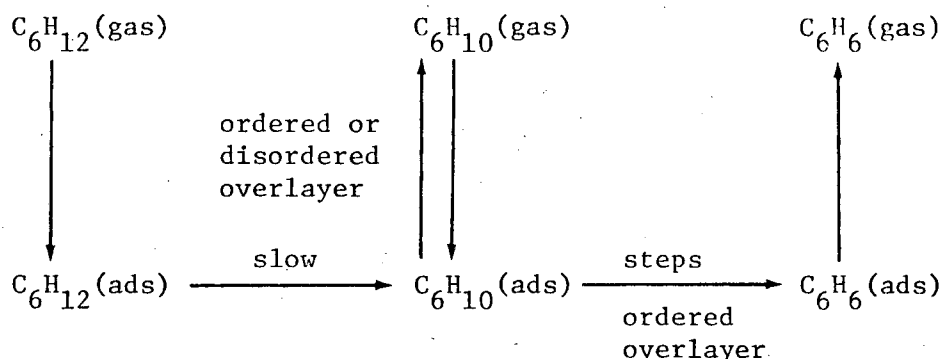 C6H12(gas) C6H10(gas) C6H6(gas)
ordered or
disordered
overlayer
slow steps
C6H12(ads) C6H10(ads) C6H6(ads)
ordered
overlayer